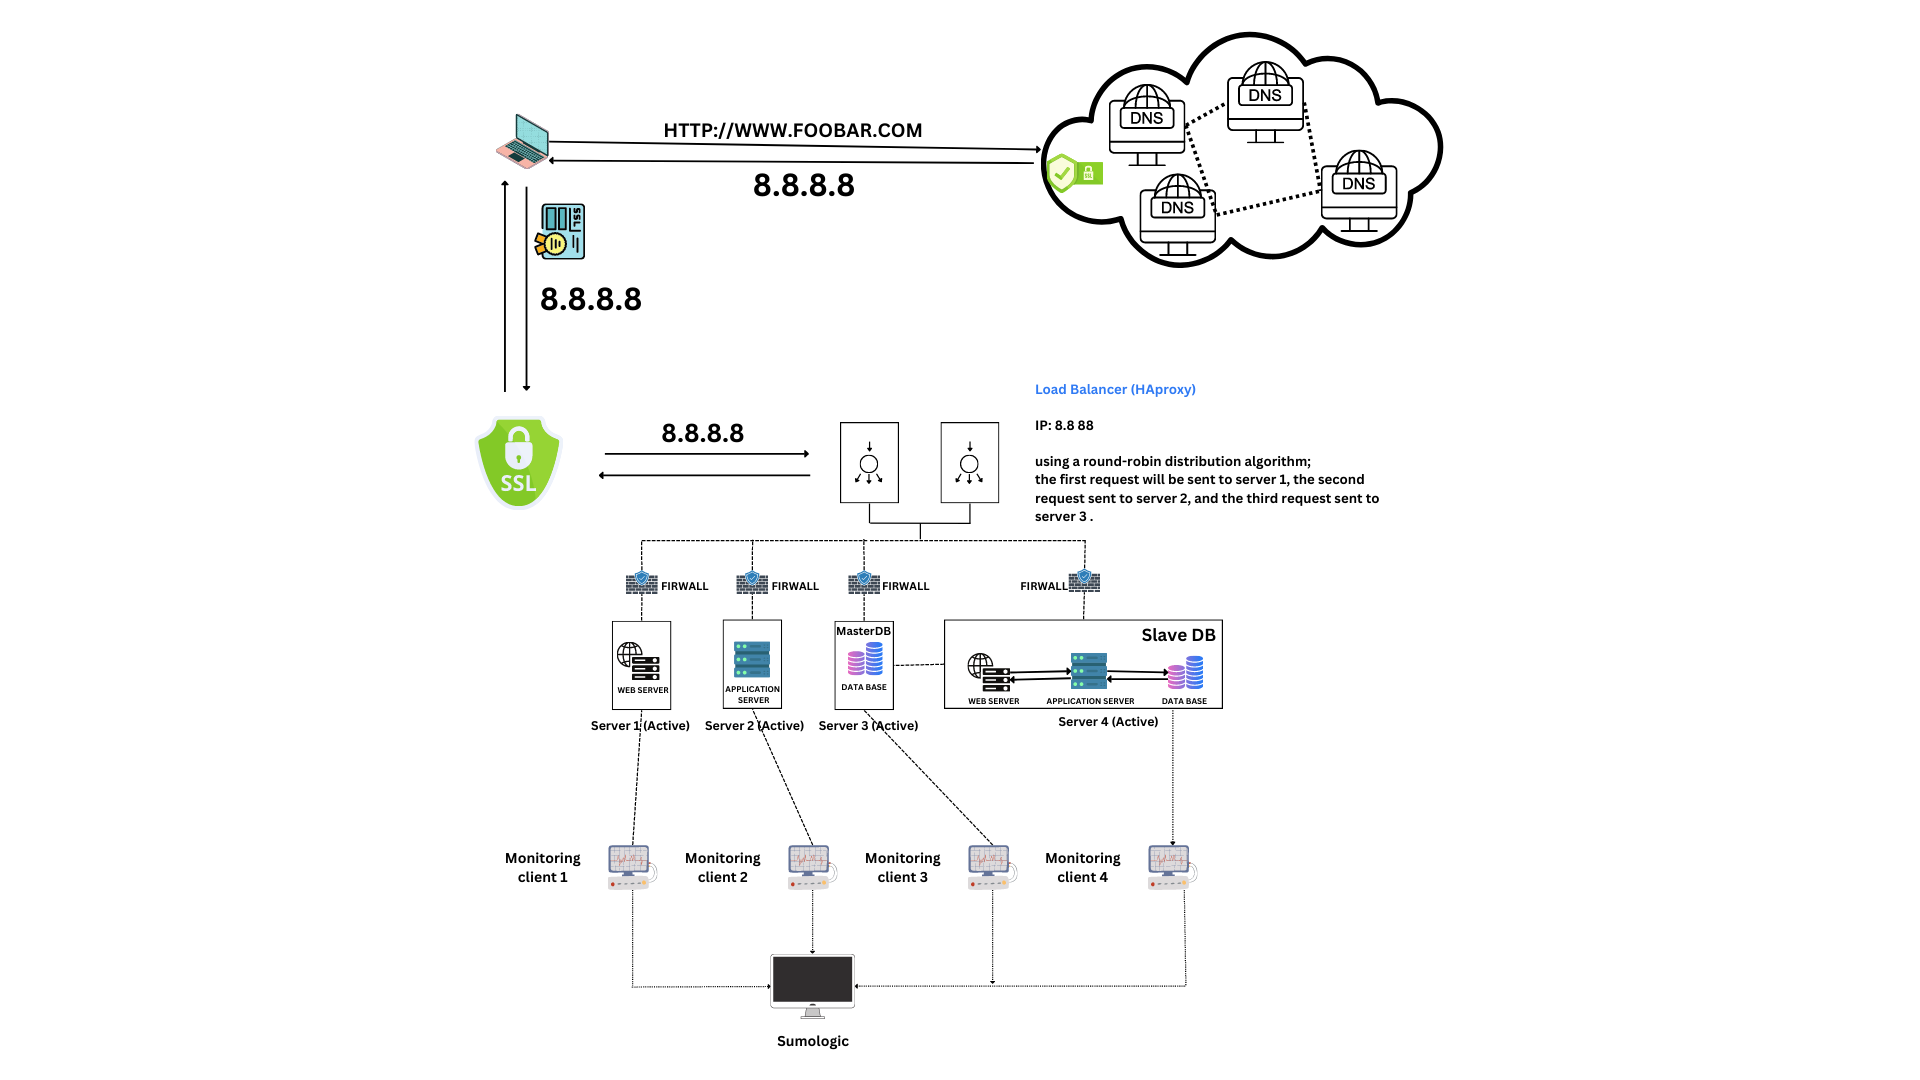 DNS
DNS
HTTP://WWW.FOOBAR.COM
8.8.8.8
DNS
DNS
SSL
8.8.8.8
Load Balancer (HAproxy)
IP: 8.8 88
using a round-robin distribution algorithm;
the first request will be sent to server 1, the second
request sent to server 2, and the third request sent to
server 3 .
8.8.8.8
SSL
FIRWALL
FIRWALL
FIRWALL
FIRWALL
MasterDB
Slave DB
WEB SERVER
APPLICATION
SERVER
DATA BASE
WEB SERVER
APPLICATION SERVER
DATA BASE
Server 1 (Active)
Server 2 (Active)
Server 3 (Active)
Server 4 (Active)
Monitoring
client 1
Monitoring
client 2
Monitoring
client 3
Monitoring
client 4
Sumologic